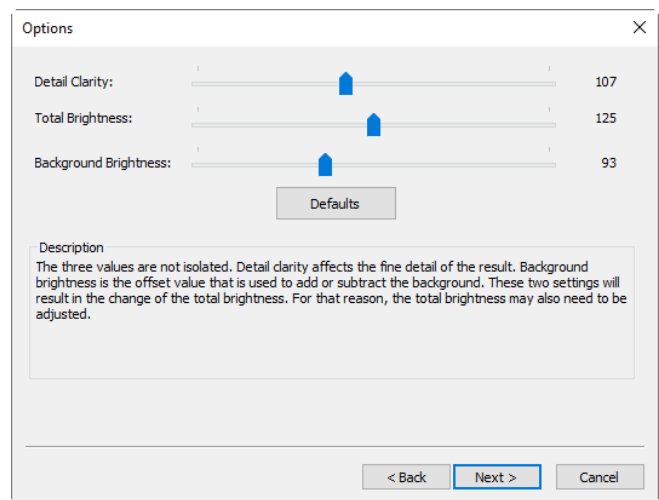 Options
Detail Clarity: 107
Total Brightness: 125
Background Brightness: 93
Defaults
Description
The three values are not isolated. Detail clarity affects the fine detail of the result. Background
brightness is the offset value that is used to add or subtract the background. These two settings will
result in the change of the total brightness. For that reason, the total brightness may also need to be
adjusted.
< Back Next > Cancel